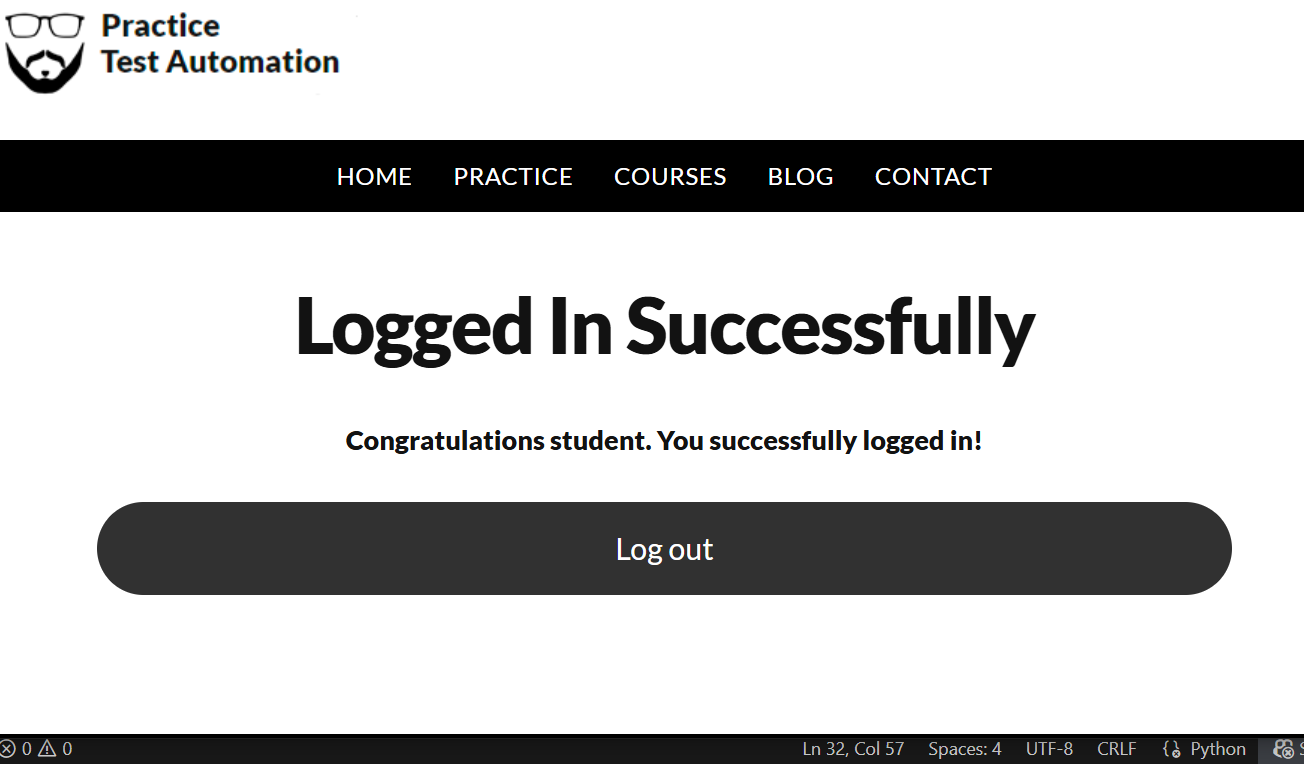 Practice
Test Automation
HOME PRACTICE COURSES BLOG CONTACT
Logged In Successfully
Congratulations student. You successfully logged in!
Log out
0 0 Ln 32, Col 57 Spaces: 4 UTF-8 CRLF Python